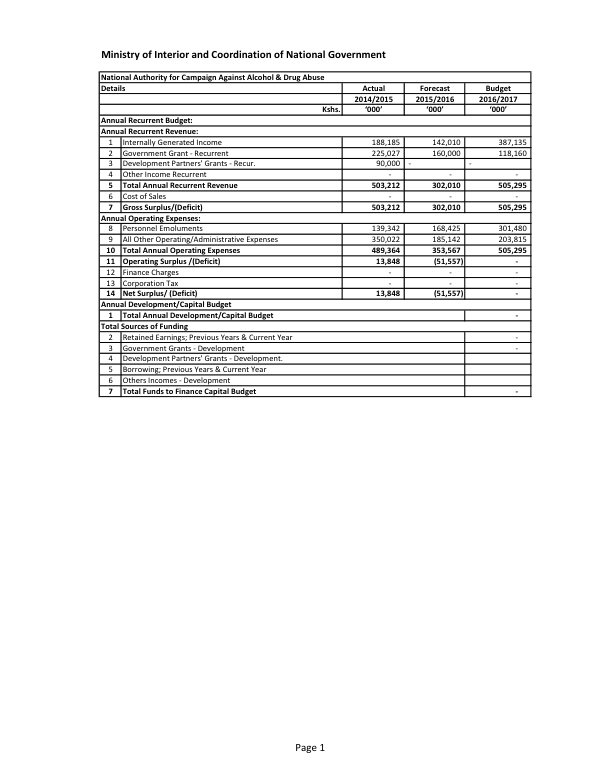 Ministry of Interior and Coordination of National Government
National Authority for Campaign Against Alcohol & Drug Abuse
Details Actual Forecast Budget
2014/2015 2015/2016 2016/2017
Kshs. '000' '000' '000'
Annual Recurrent Budget:
Annual Recurrent Revenue:
1 Internally Generated Income 188,185 142,010 387,135
2 Government Grant - Recurrent 225,027 160,000 118,160
3 Development Partners' Grants - Recur. 90,000 - -
4 Other Income Recurrent - - -
5 Total Annual Recurrent Revenue 503,212 302,010 505,295
6 Cost of Sales - - -
7 Gross Surplus/(Deficit) 503,212 302,010 505,295
Annual Operating Expenses:
8 Personnel Emoluments 139,342 168,425 301,480
9 All Other Operating/Administrative Expenses 350,022 185,142 203,815
10 Total Annual Operating Expenses 489,364 353,567 505,295
11 Operating Surplus /(Deficit) 13,848 (51,557) -
12 Finance Charges - - -
13 Corporation Tax - - -
14 Net Surplus/ (Deficit) 13,848 (51,557) -
Annual Development/Capital Budget
1 Total Annual Development/Capital Budget -
Total Sources of Funding
2 Retained Earnings; Previous Years & Current Year -
3 Government Grants - Development -
4 Development Partners' Grants - Development.
5 Borrowing; Previous Years & Current Year
6 Others Incomes - Development
7 Total Funds to Finance Capital Budget -
Page 1